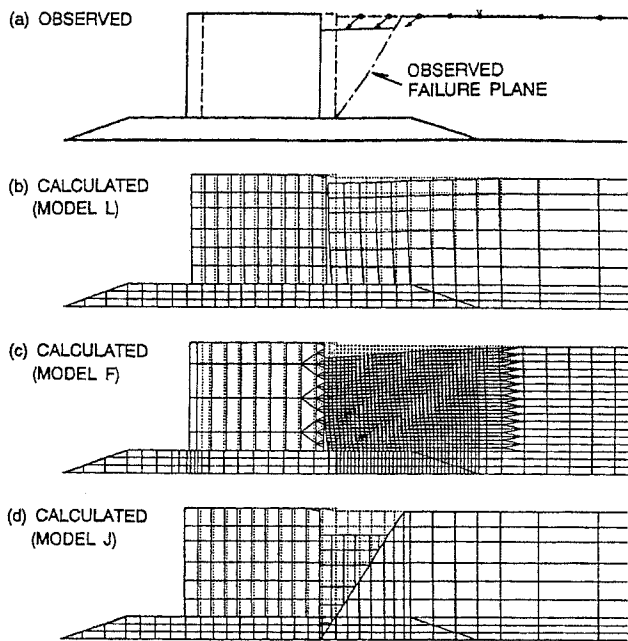 (a) OBSERVED
OBSERVED
FAILURE PLANE
(b) CALCULATED
(MODEL L)
(c) CALCULATED
(MODEL F)
(d) CALCULATED
(MODEL J)